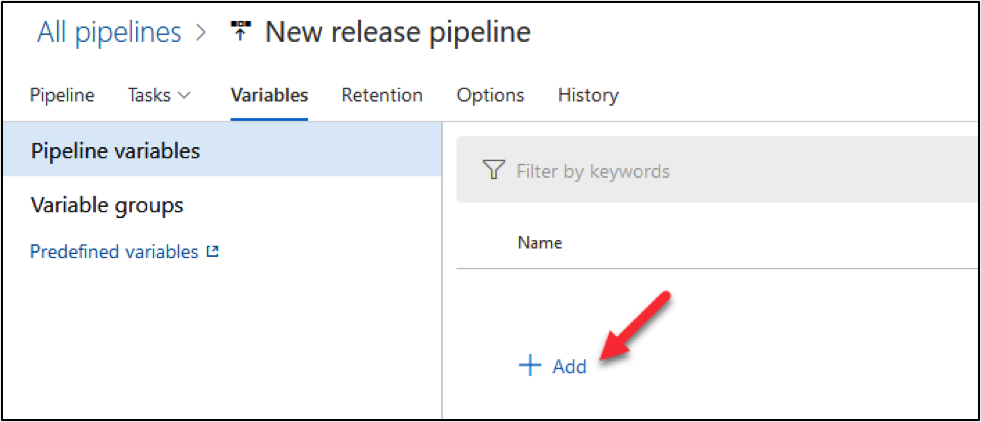 All pipelines > New release pipeline
Pipeline Tasks Variables Retention Options History
Pipeline variables
Variable groups
Predefined variables
Filter by keywords
Name
+ Add